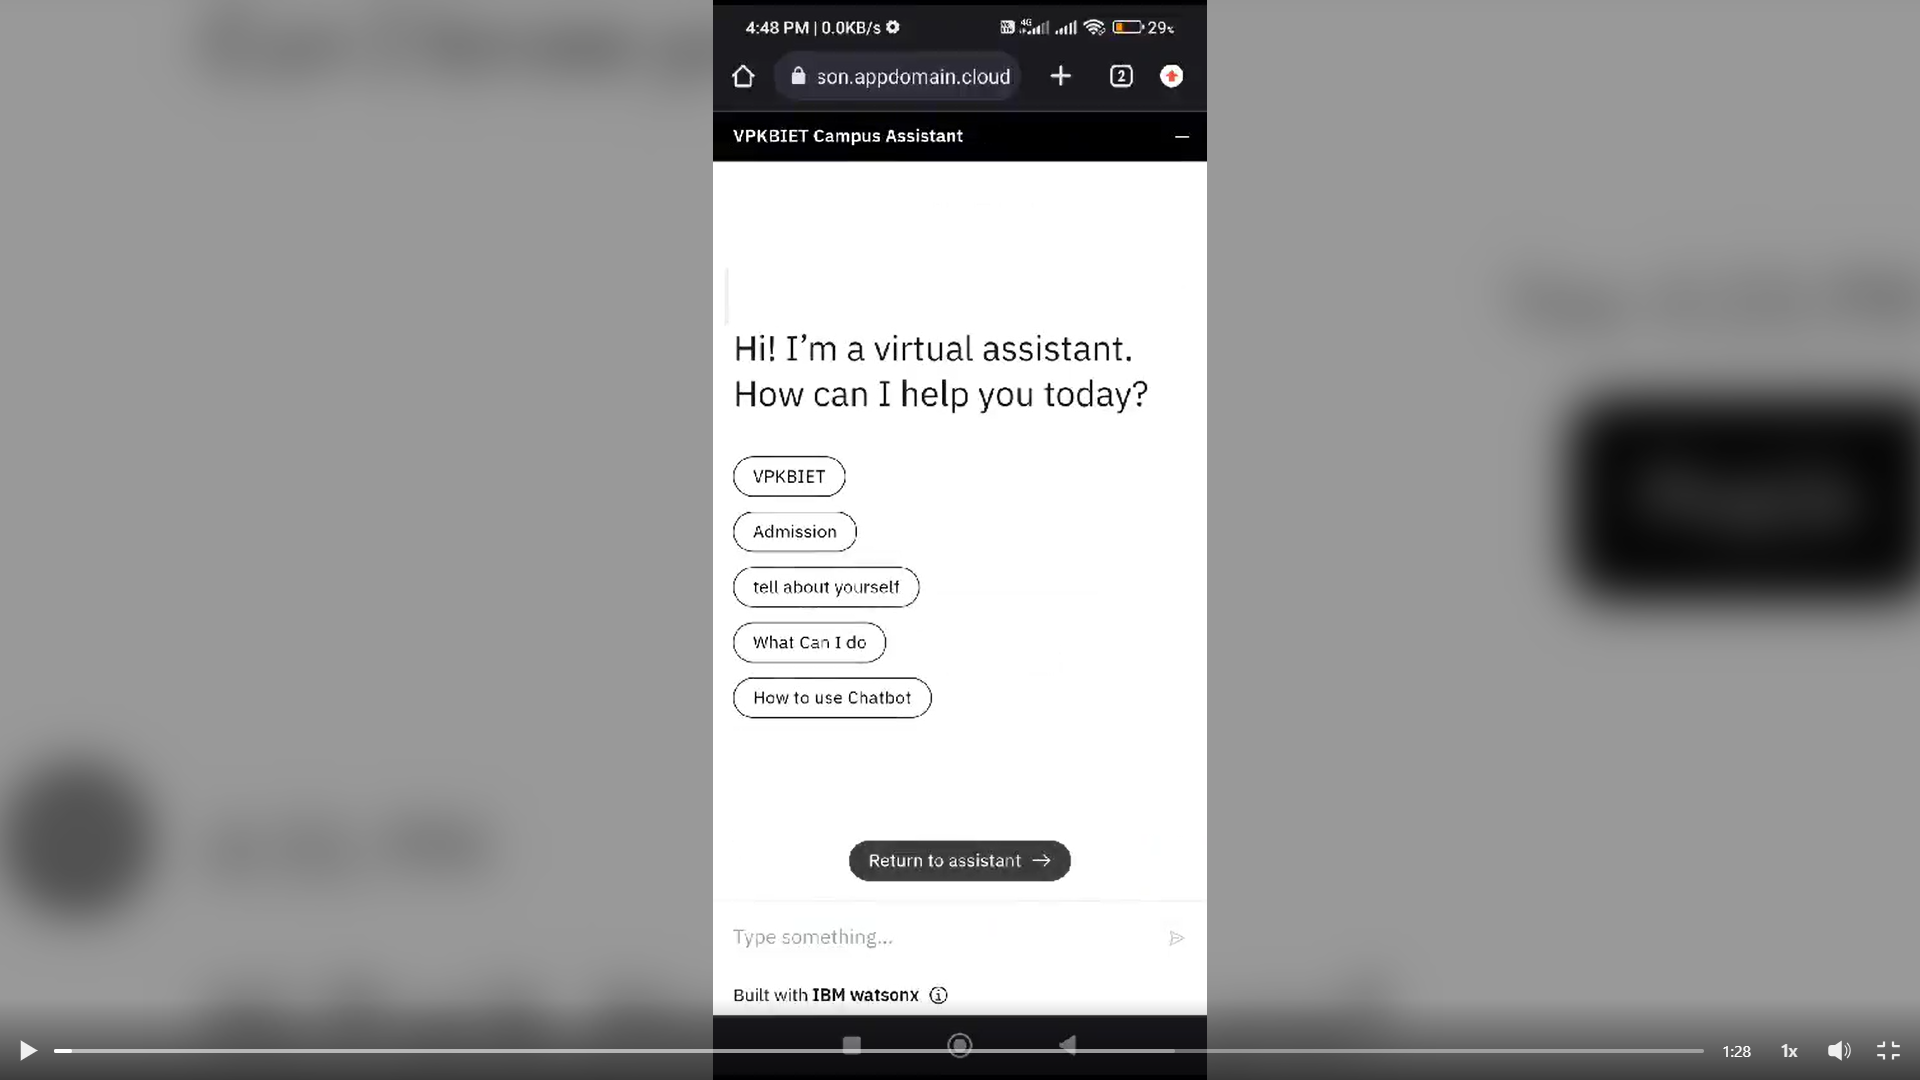 4:48 PM | 0.0KB/s
4G
29%
son.appdomain.cloud
2
VPKBIET Campus Assistant
Hi! I’m a virtual assistant.
How can I help you today?
VPKBIET
Admission
tell about yourself
What Can I do
How to use Chatbot
Return to assistant
Type something...
Built with IBM watsonx
1:28
1x